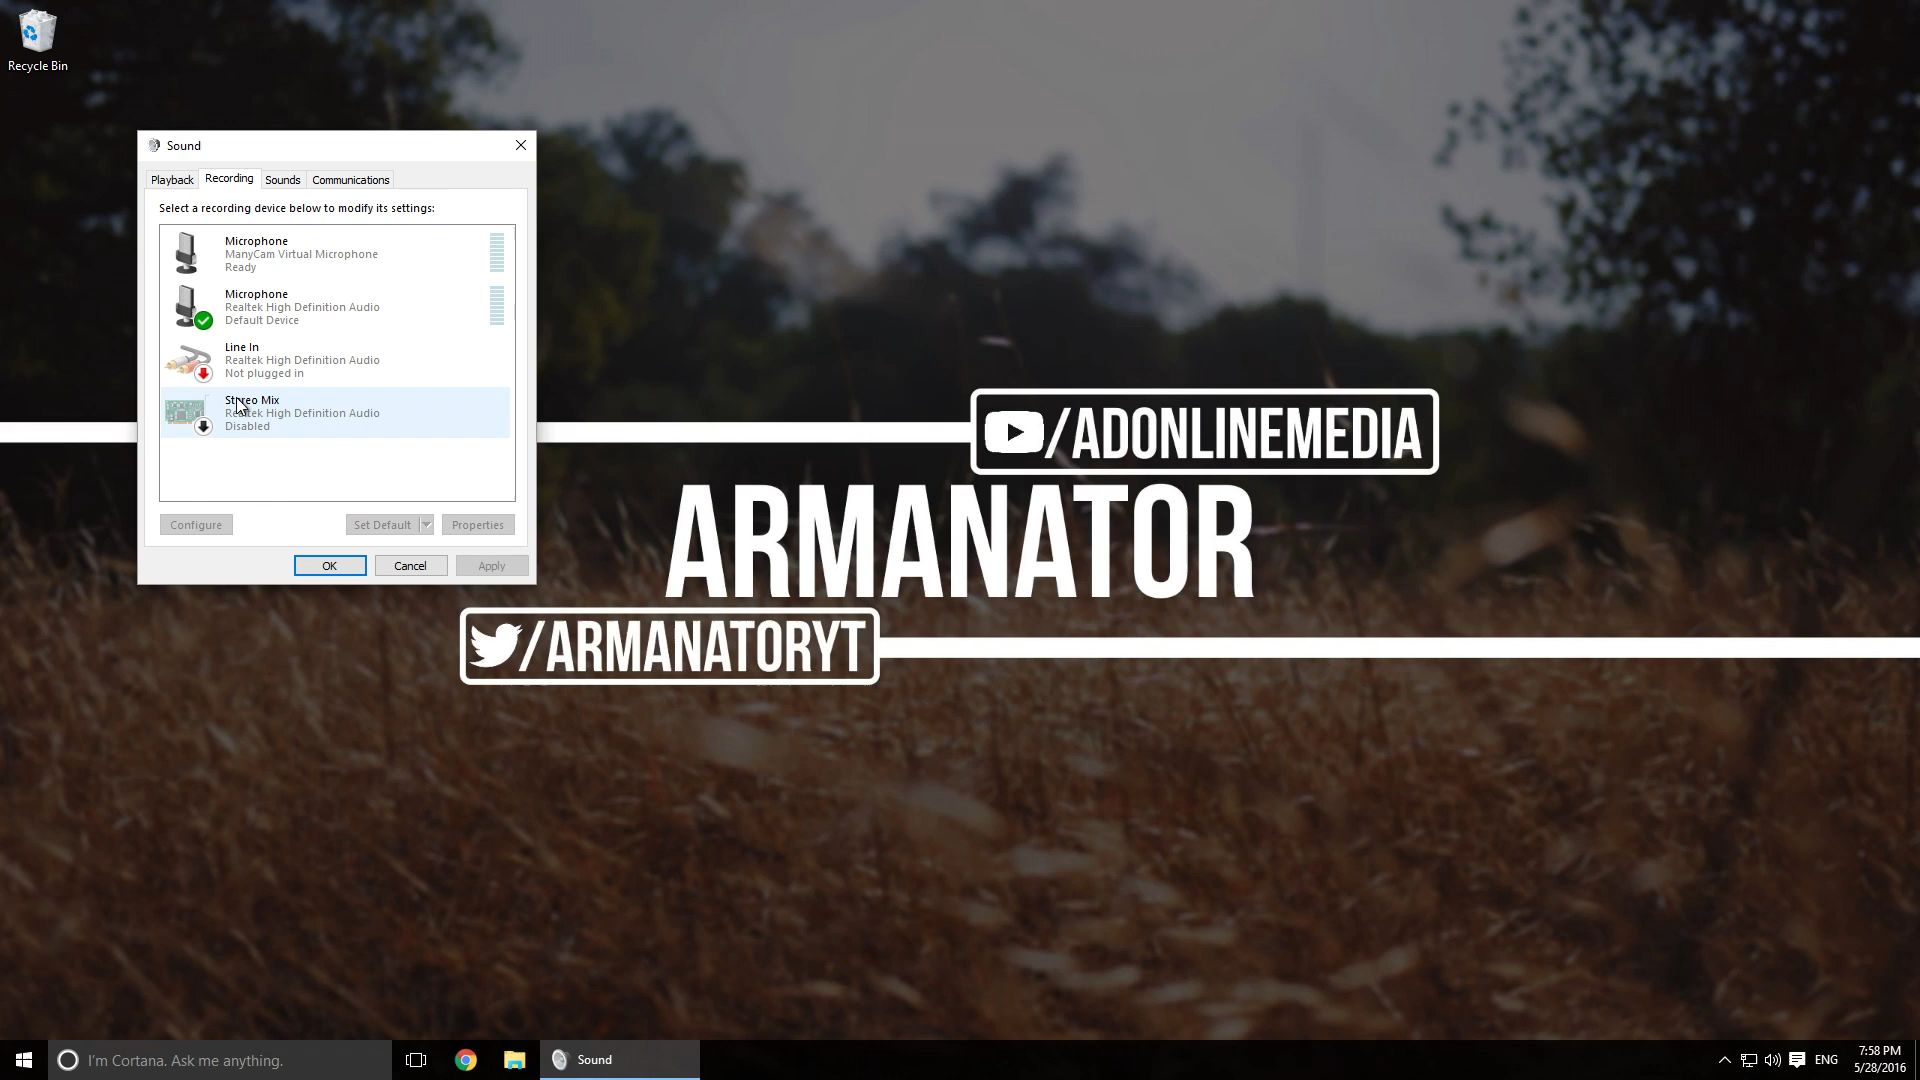 Recycle Bin
Sound
Playback
Recording
Sounds
Communications
Select a recording device below to modify its settings:
Microphone
ManyCam Virtual Microphone
Ready
Microphone
Realtek High Definition Audio
Default Device
Line In
Realtek High Definition Audio
Not plugged in
Stereo Mix
Realtek High Definition Audio
Disabled
Configure
Set Default
Properties
OK
Cancel
Apply
/ADONLINEMEDIA
ARMANATOR
/ARMANATORYT
I'm Cortana. Ask me anything.
Sound
ENG
7:58 PM
5/28/2016